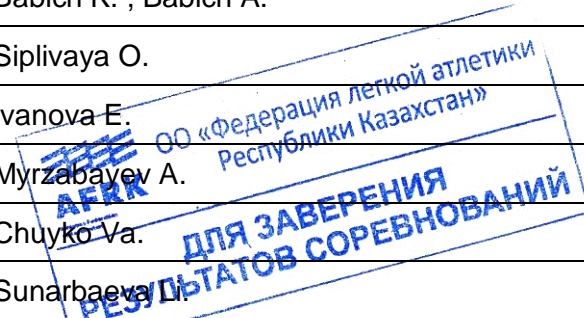 Babich K. , Babich A.
Siplivaya O.
Ivanova E.
Myrzabayev A.
Chuyko Va.
Sunarbaeva Li.
AFRK
ОО «Федерация легкой атлетики
Республики Казахстан»
ДЛЯ ЗАВЕРЕНИЯ
РЕЗУЛЬТАТОВ СОРЕВНОВАНИЙ